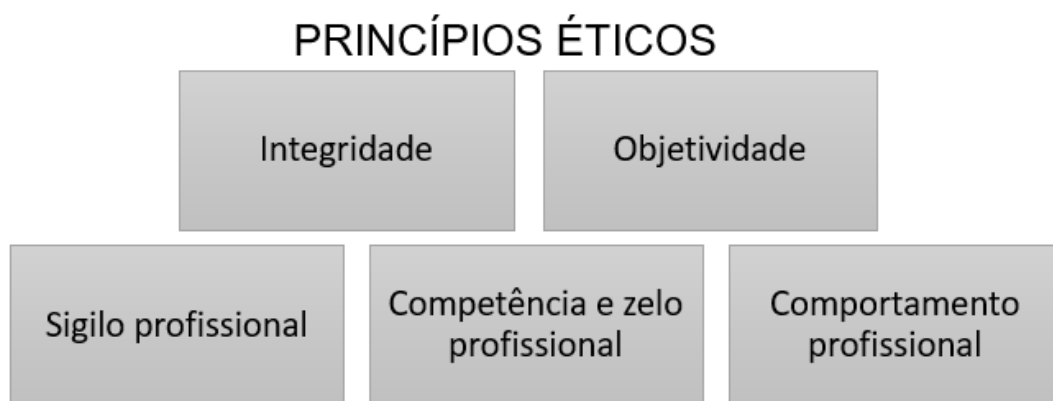 PRINCÍPIOS ÉTICOS
Integridade
Objetividade
Sigilo profissional
Competência e zelo
profissional
Comportamento
profissional